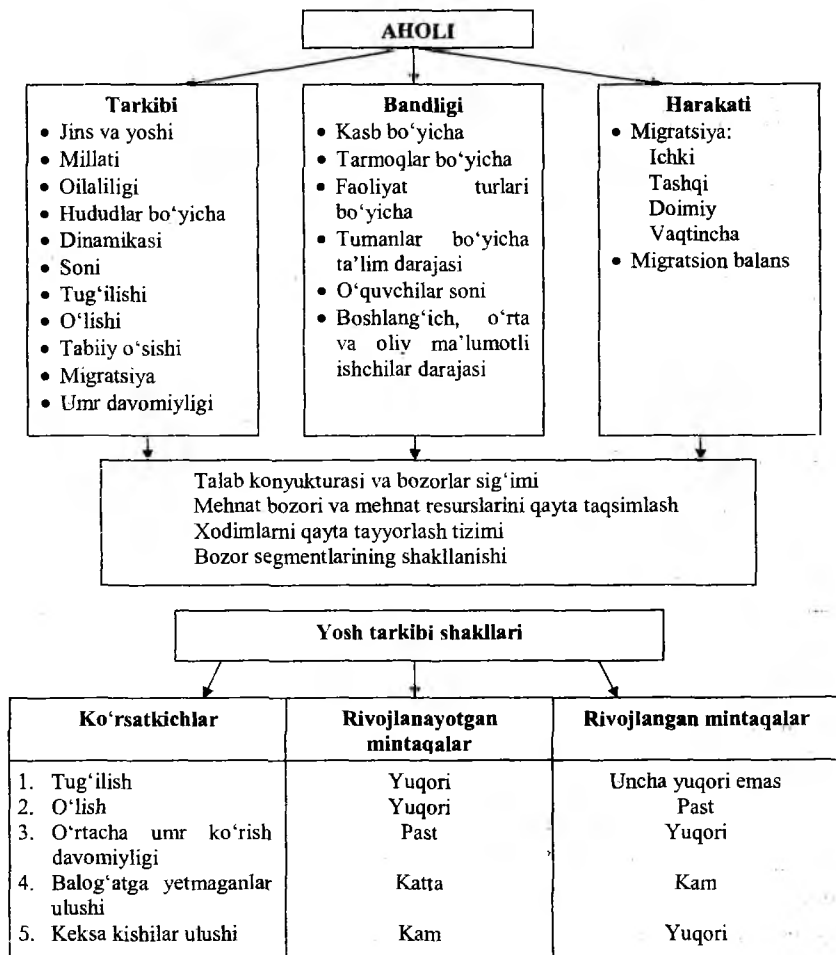 AHOLI
Tarkibi
• Jins va yoshi
• Millati
• Oilaliligi
• Hududlar bo‘yicha
• Dinamikasi
• Soni
• Tug‘ilishi
• O‘lishi
• Tabiiy o‘sishi
• Migratsiya
• Umr davomiyligi
Bandligi
• Kasb bo‘yicha
• Tarmoqlar bo‘yicha
• Faoliyat turlari
bo‘yicha
• Tumanlar bo‘yicha
ta’lim darajasi
• O‘quvchilar soni
• Boshlang‘ich, o‘rta
va oliy ma’lumotli
ishchilar darajasi
Harakati
• Migratsiya:
Ichki
Tashqi
Doimiy
Vaqtincha
• Migratsion balans
Talab konyukturasi va bozorlar sig‘imi
Mehnat bozori va mehnat resurslarini qayta taqsimlash
Xodimlarni qayta tayyorlash tizimi
Bozor segmentlarining shakllanishi
Yosh tarkibi shakllari
Ko‘rsatkichlar
Rivojlanayotgan
mintaqalar
Rivojlangan mintaqalar
1. Tug‘ilish Yuqori Uncha yuqori emas
2. O‘lish Yuqori Past
3. O‘rtacha umr ko‘rish Past Yuqori
davomiyligi
4. Balog‘atga yetmaganlar Katta Kam
ulushi
5. Keksa kishilar ulushi Kam Yuqori